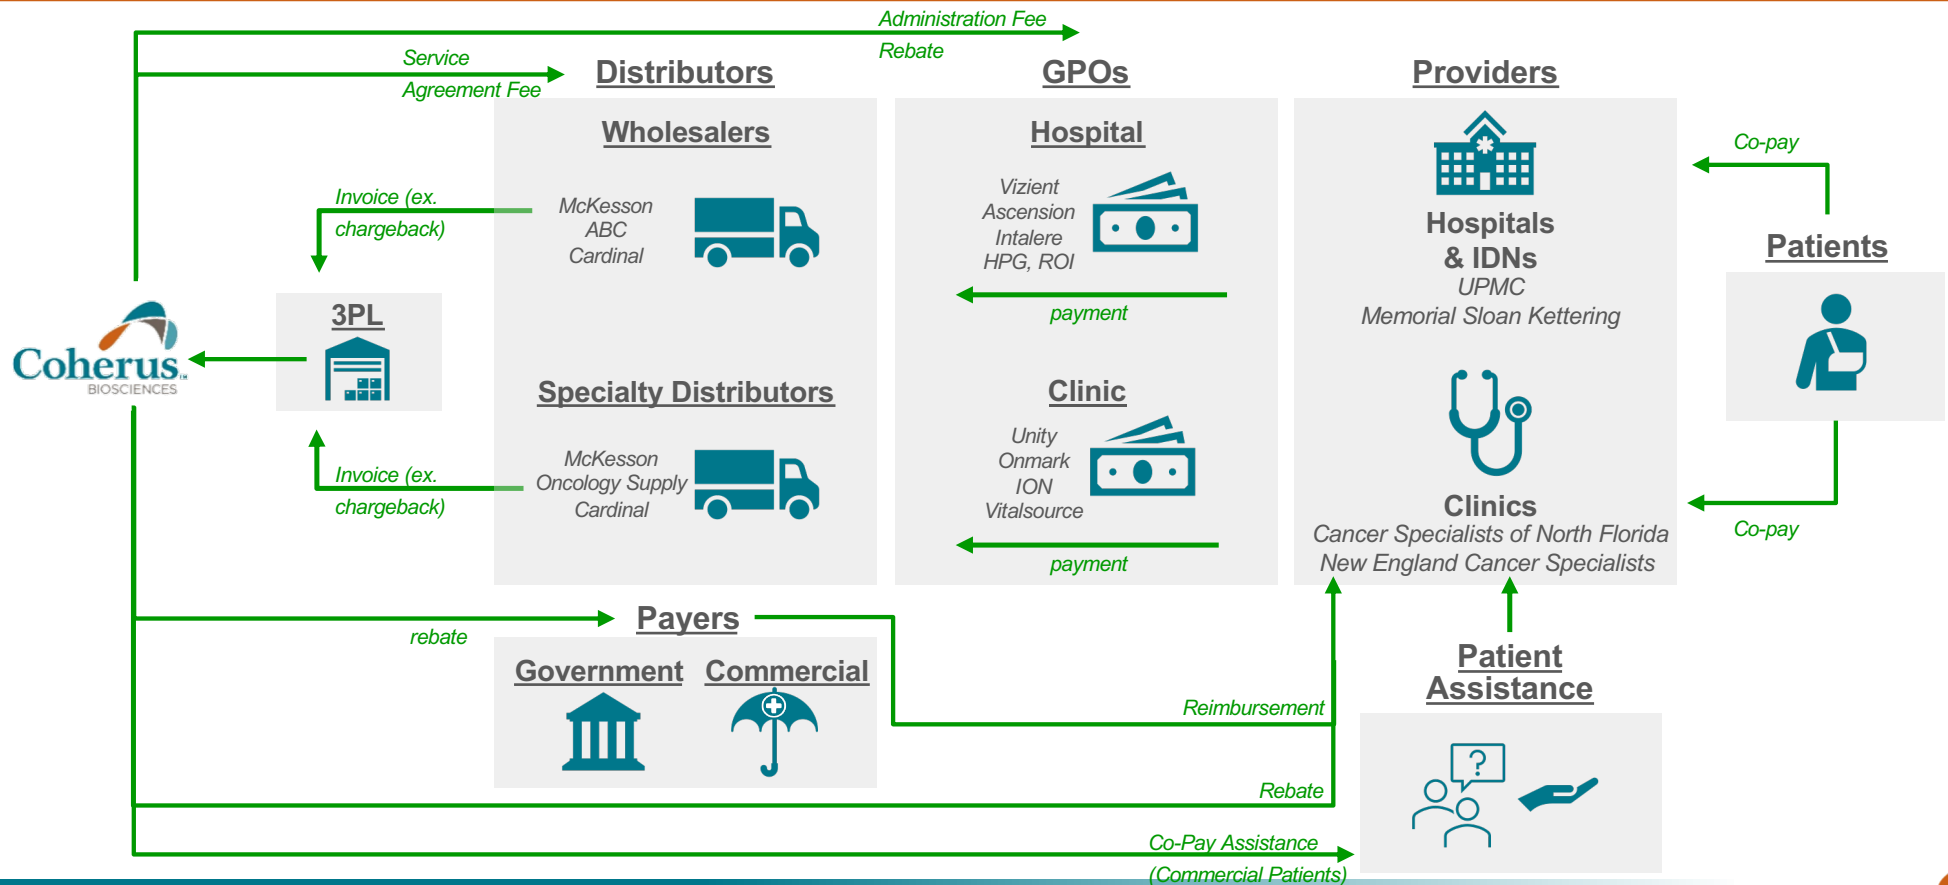 Administration Fee
Rebate
Service
Agreement Fee
Distributors
GPOs
Providers
Wholesalers
McKesson
ABC
Cardinal
Hospital
Vizient
Ascension
Intalere
HPG, ROI
payment
Hospitals
& IDNs
UPMC
Memorial Sloan Kettering
Co-pay
Patients
Invoice (ex.
chargeback)
3PL
Coherus
BIOSCIENCES
Specialty Distributors
McKesson
Oncology Supply
Cardinal
Clinic
Unity
Onmark
ION
Vitalsource
payment
Clinics
Cancer Specialists of North Florida
New England Cancer Specialists
Co-pay
Invoice (ex.
chargeback)
rebate
Payers
Government
Commercial
Reimbursement
Rebate
Patient
Assistance
?
Co-Pay Assistance
(Commercial Patients)